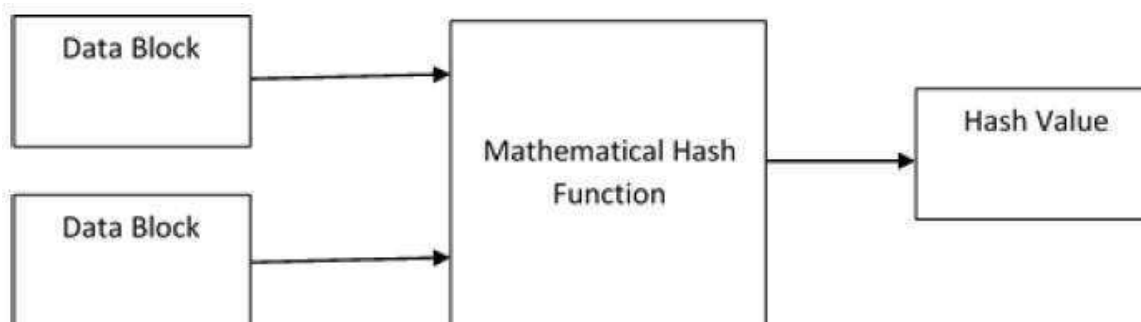 Data Block
Data Block
Mathematical Hash
Function
Hash Value